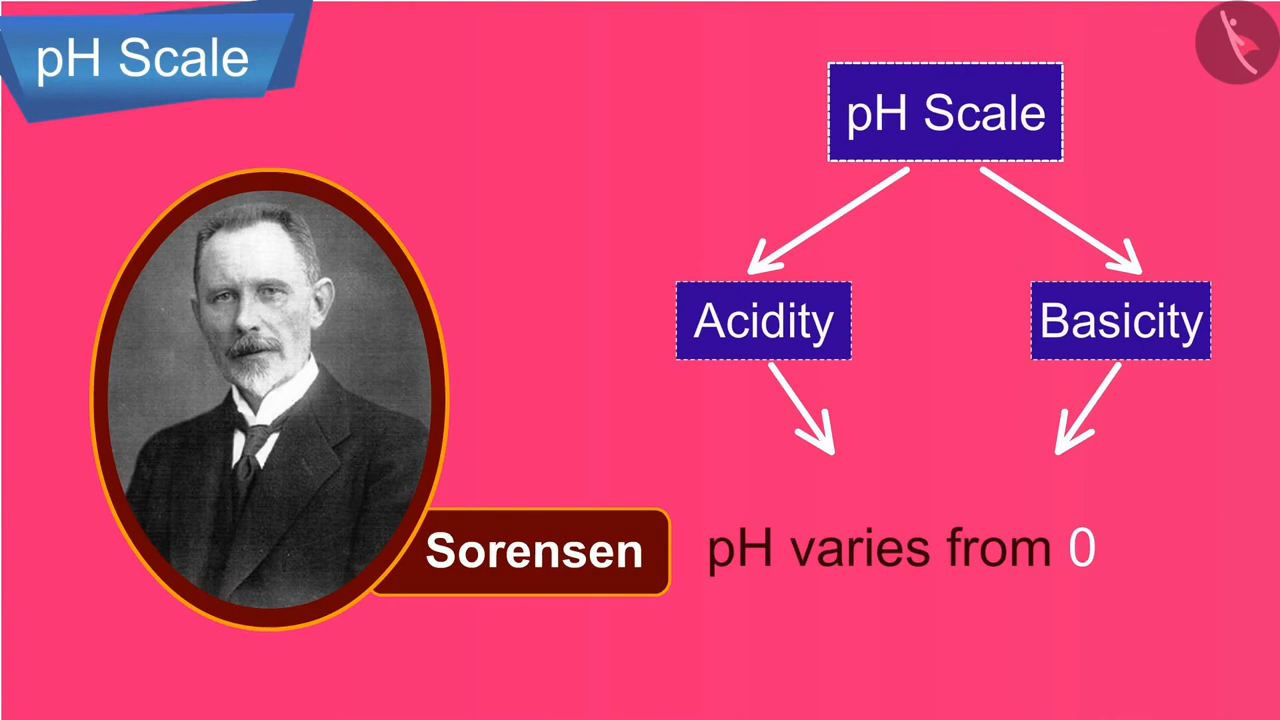 pH Scale
pH Scale
Acidity
Basicity
Sorensen
pH varies from 0